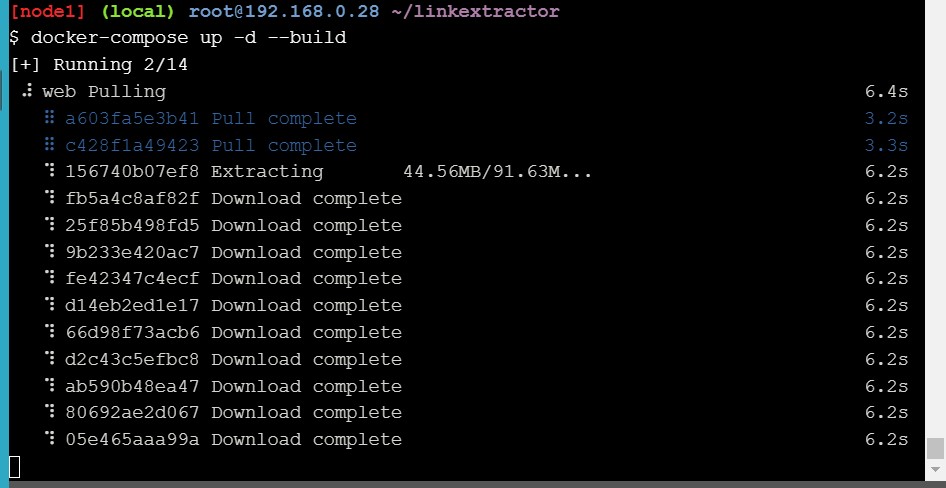 [node1] (local) root@192.168.0.28 ~/linkextractor
$ docker-compose up -d --build
[+] Running 2/14
⠼ web Pulling 6.4s
⠿ a603fa5e3b41 Pull complete 3.2s
⠿ c428f1a49423 Pull complete 3.3s
⠹ 156740b07ef8 Extracting 44.56MB/91.63M... 6.2s
⠹ fb5a4c8af82f Download complete 6.2s
⠹ 25f85b498fd5 Download complete 6.2s
⠹ 9b233e420ac7 Download complete 6.2s
⠹ fe42347c4ecf Download complete 6.2s
⠹ d14eb2ed1e17 Download complete 6.2s
⠹ 66d98f73acb6 Download complete 6.2s
⠹ d2c43c5efbc8 Download complete 6.2s
⠹ ab590b48ea47 Download complete 6.2s
⠹ 80692ae2d067 Download complete 6.2s
⠹ 05e465aaa99a Download complete 6.2s